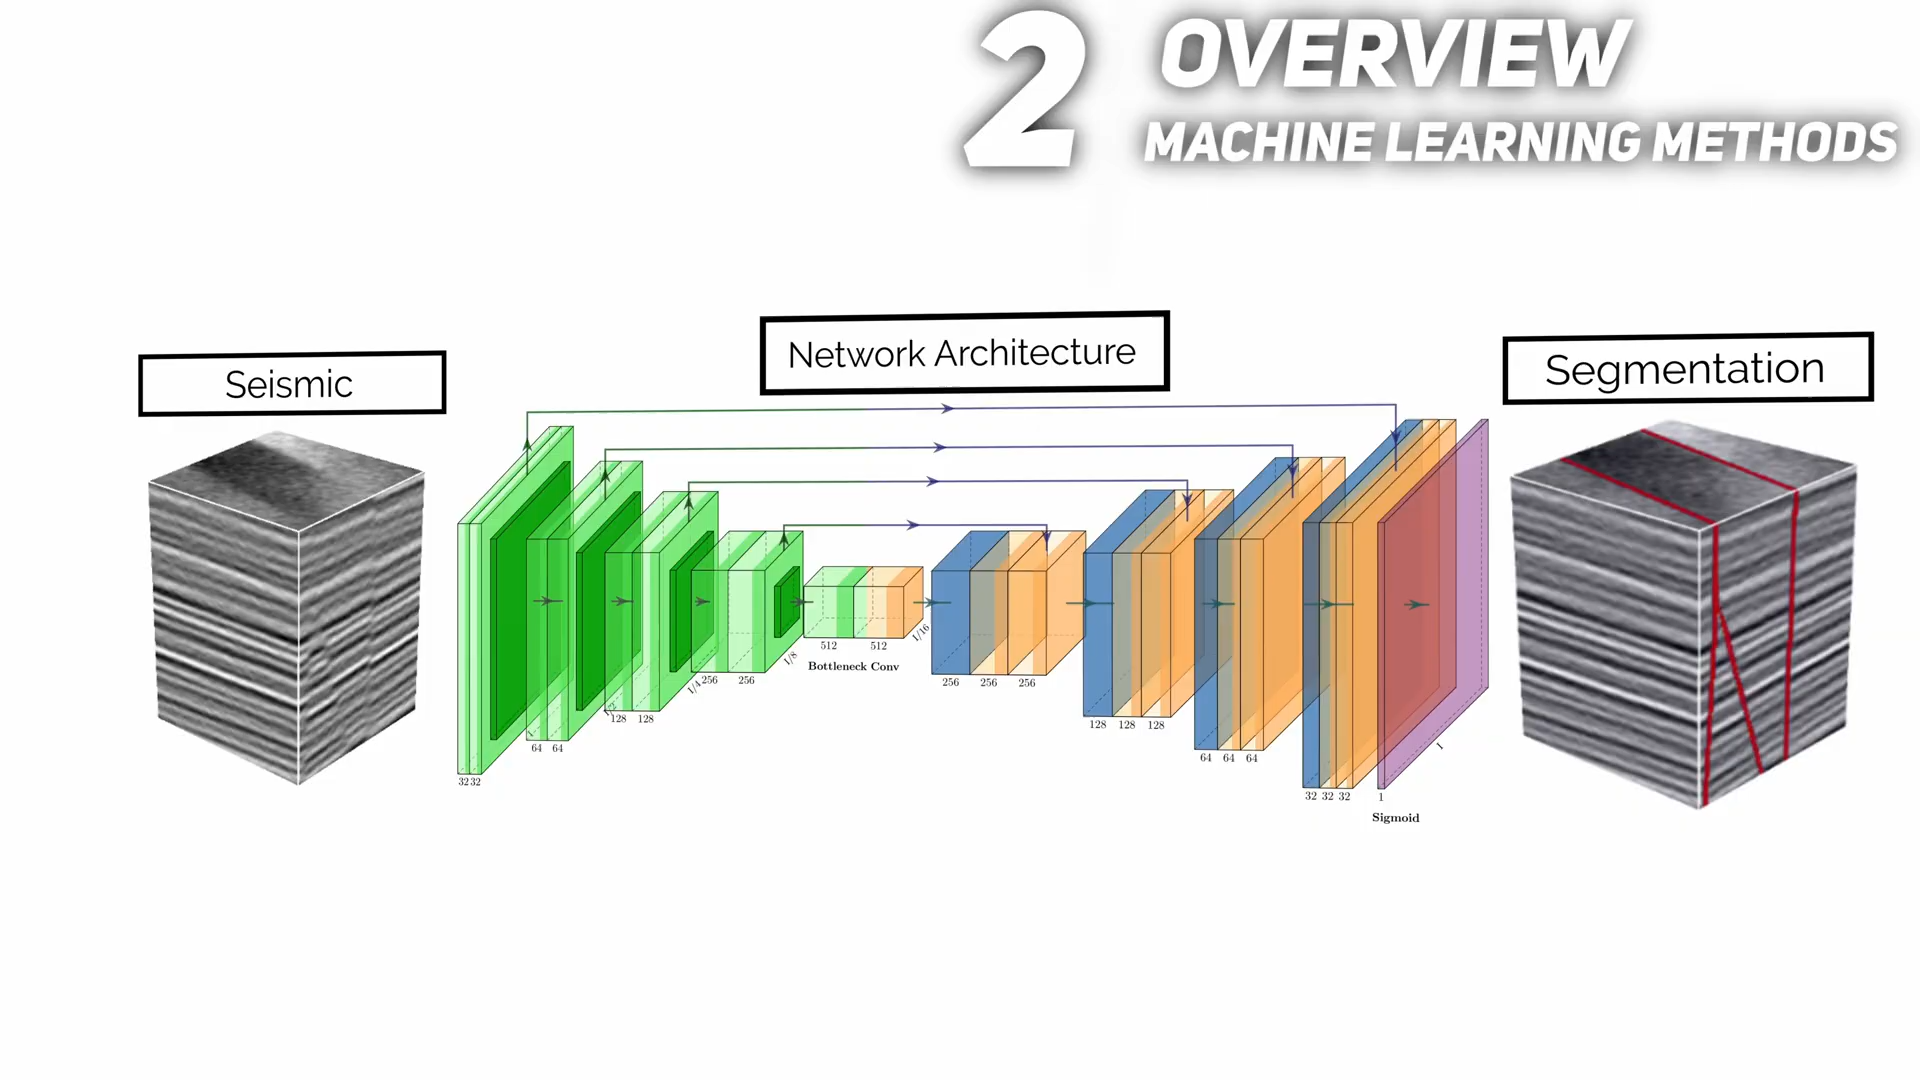 2
OVERVIEW
MACHINE LEARNING METHODS
Seismic
Network Architecture
Segmentation
32 32
64 64
128 128
1/4
256 256
1/8
512 512
Bottleneck Conv
1/16
256 256 256
128 128 128
64 64 64
32 32 32
1
Sigmoid